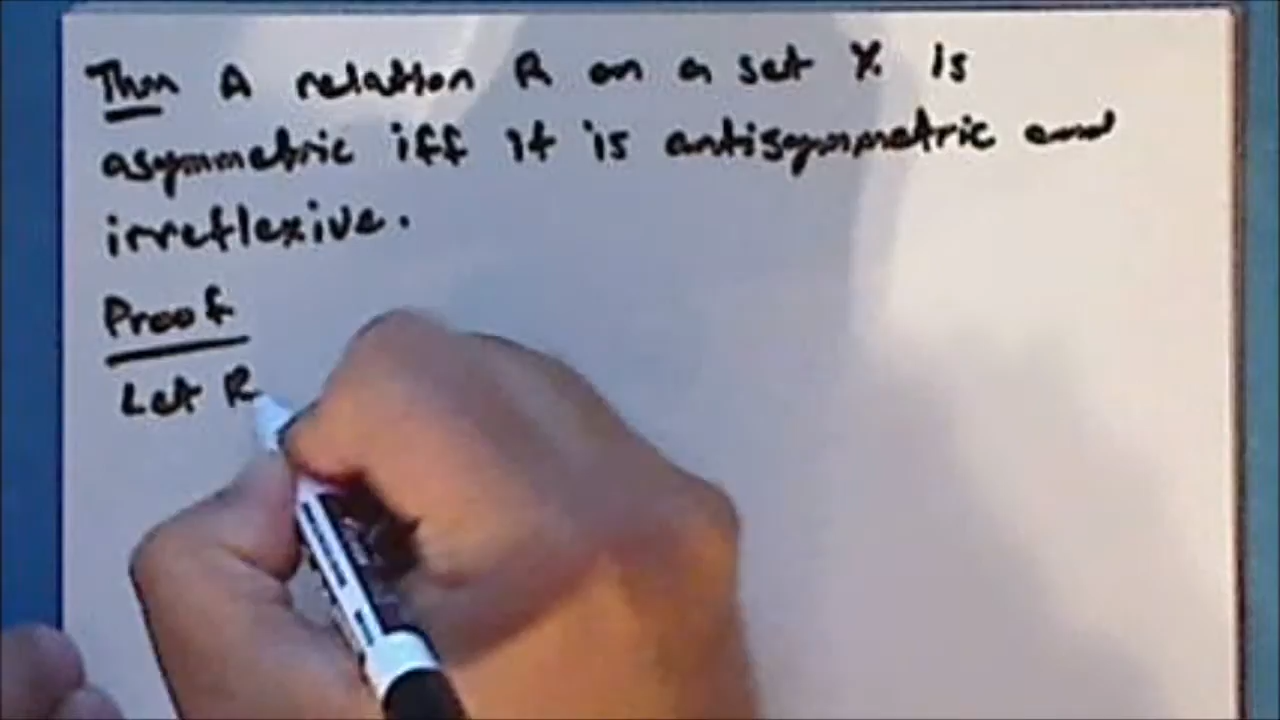 Thm A relation R on a set X is
asymmetric iff it is antisymmetric and
irreflexive.
Proof
Let R